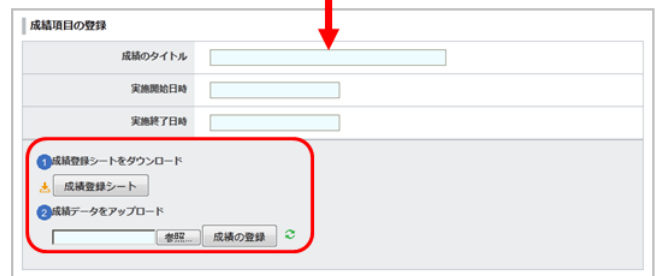 成績項目の登録
成績のタイトル
実施開始日時
実施終了日時
1成績登録シートをダウンロード
成績登録シート
2成績データをアップロード
参照... 成績の登録